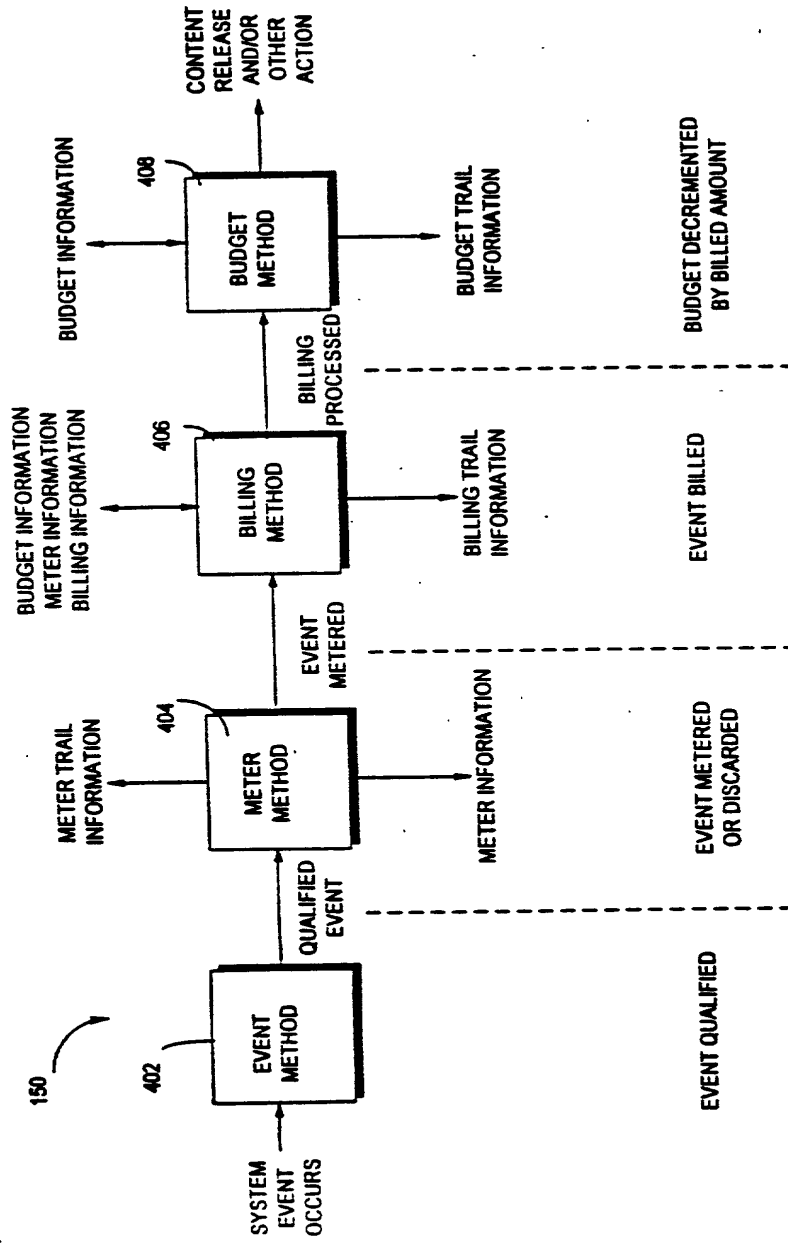 150
SYSTEM
EVENT
OCCURS
402
EVENT
METHOD
QUALIFIED
EVENT
EVENT QUALIFIED
METER TRAIL
INFORMATION
404
METER
METHOD
METER INFORMATION
EVENT
METERED
EVENT METERED
OR DISCARDED
BUDGET INFORMATION
METER INFORMATION
BILLING INFORMATION
406
BILLING
METHOD
BILLING TRAIL
INFORMATION
BILLING
PROCESSED
EVENT BILLED
BUDGET INFORMATION
408
BUDGET
METHOD
BUDGET TRAIL
INFORMATION
CONTENT
RELEASE
AND/OR
OTHER
ACTION
BUDGET DECREMENTED
BY BILLED AMOUNT